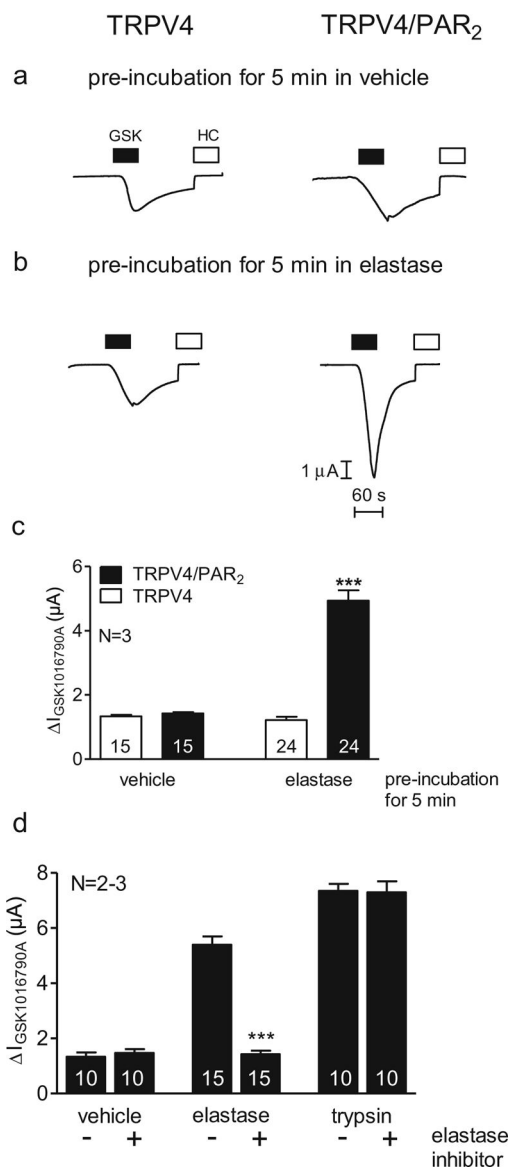 TRPV4 TRPV4/PAR2
a pre-incubation for 5 min in vehicle
GSK HC
b pre-incubation for 5 min in elastase
1 µA
60 s
c
6
4
2
0
ΔIGSK1016790A (µA)
TRPV4/PAR2
TRPV4
N=3
***
15 15 24 24
vehicle elastase pre-incubation
for 5 min
d
8
6
4
2
0
ΔIGSK1016790A (µA)
N=2-3
***
10 10 15 15 10 10
vehicle elastase trypsin
- + - + - + elastase
inhibitor